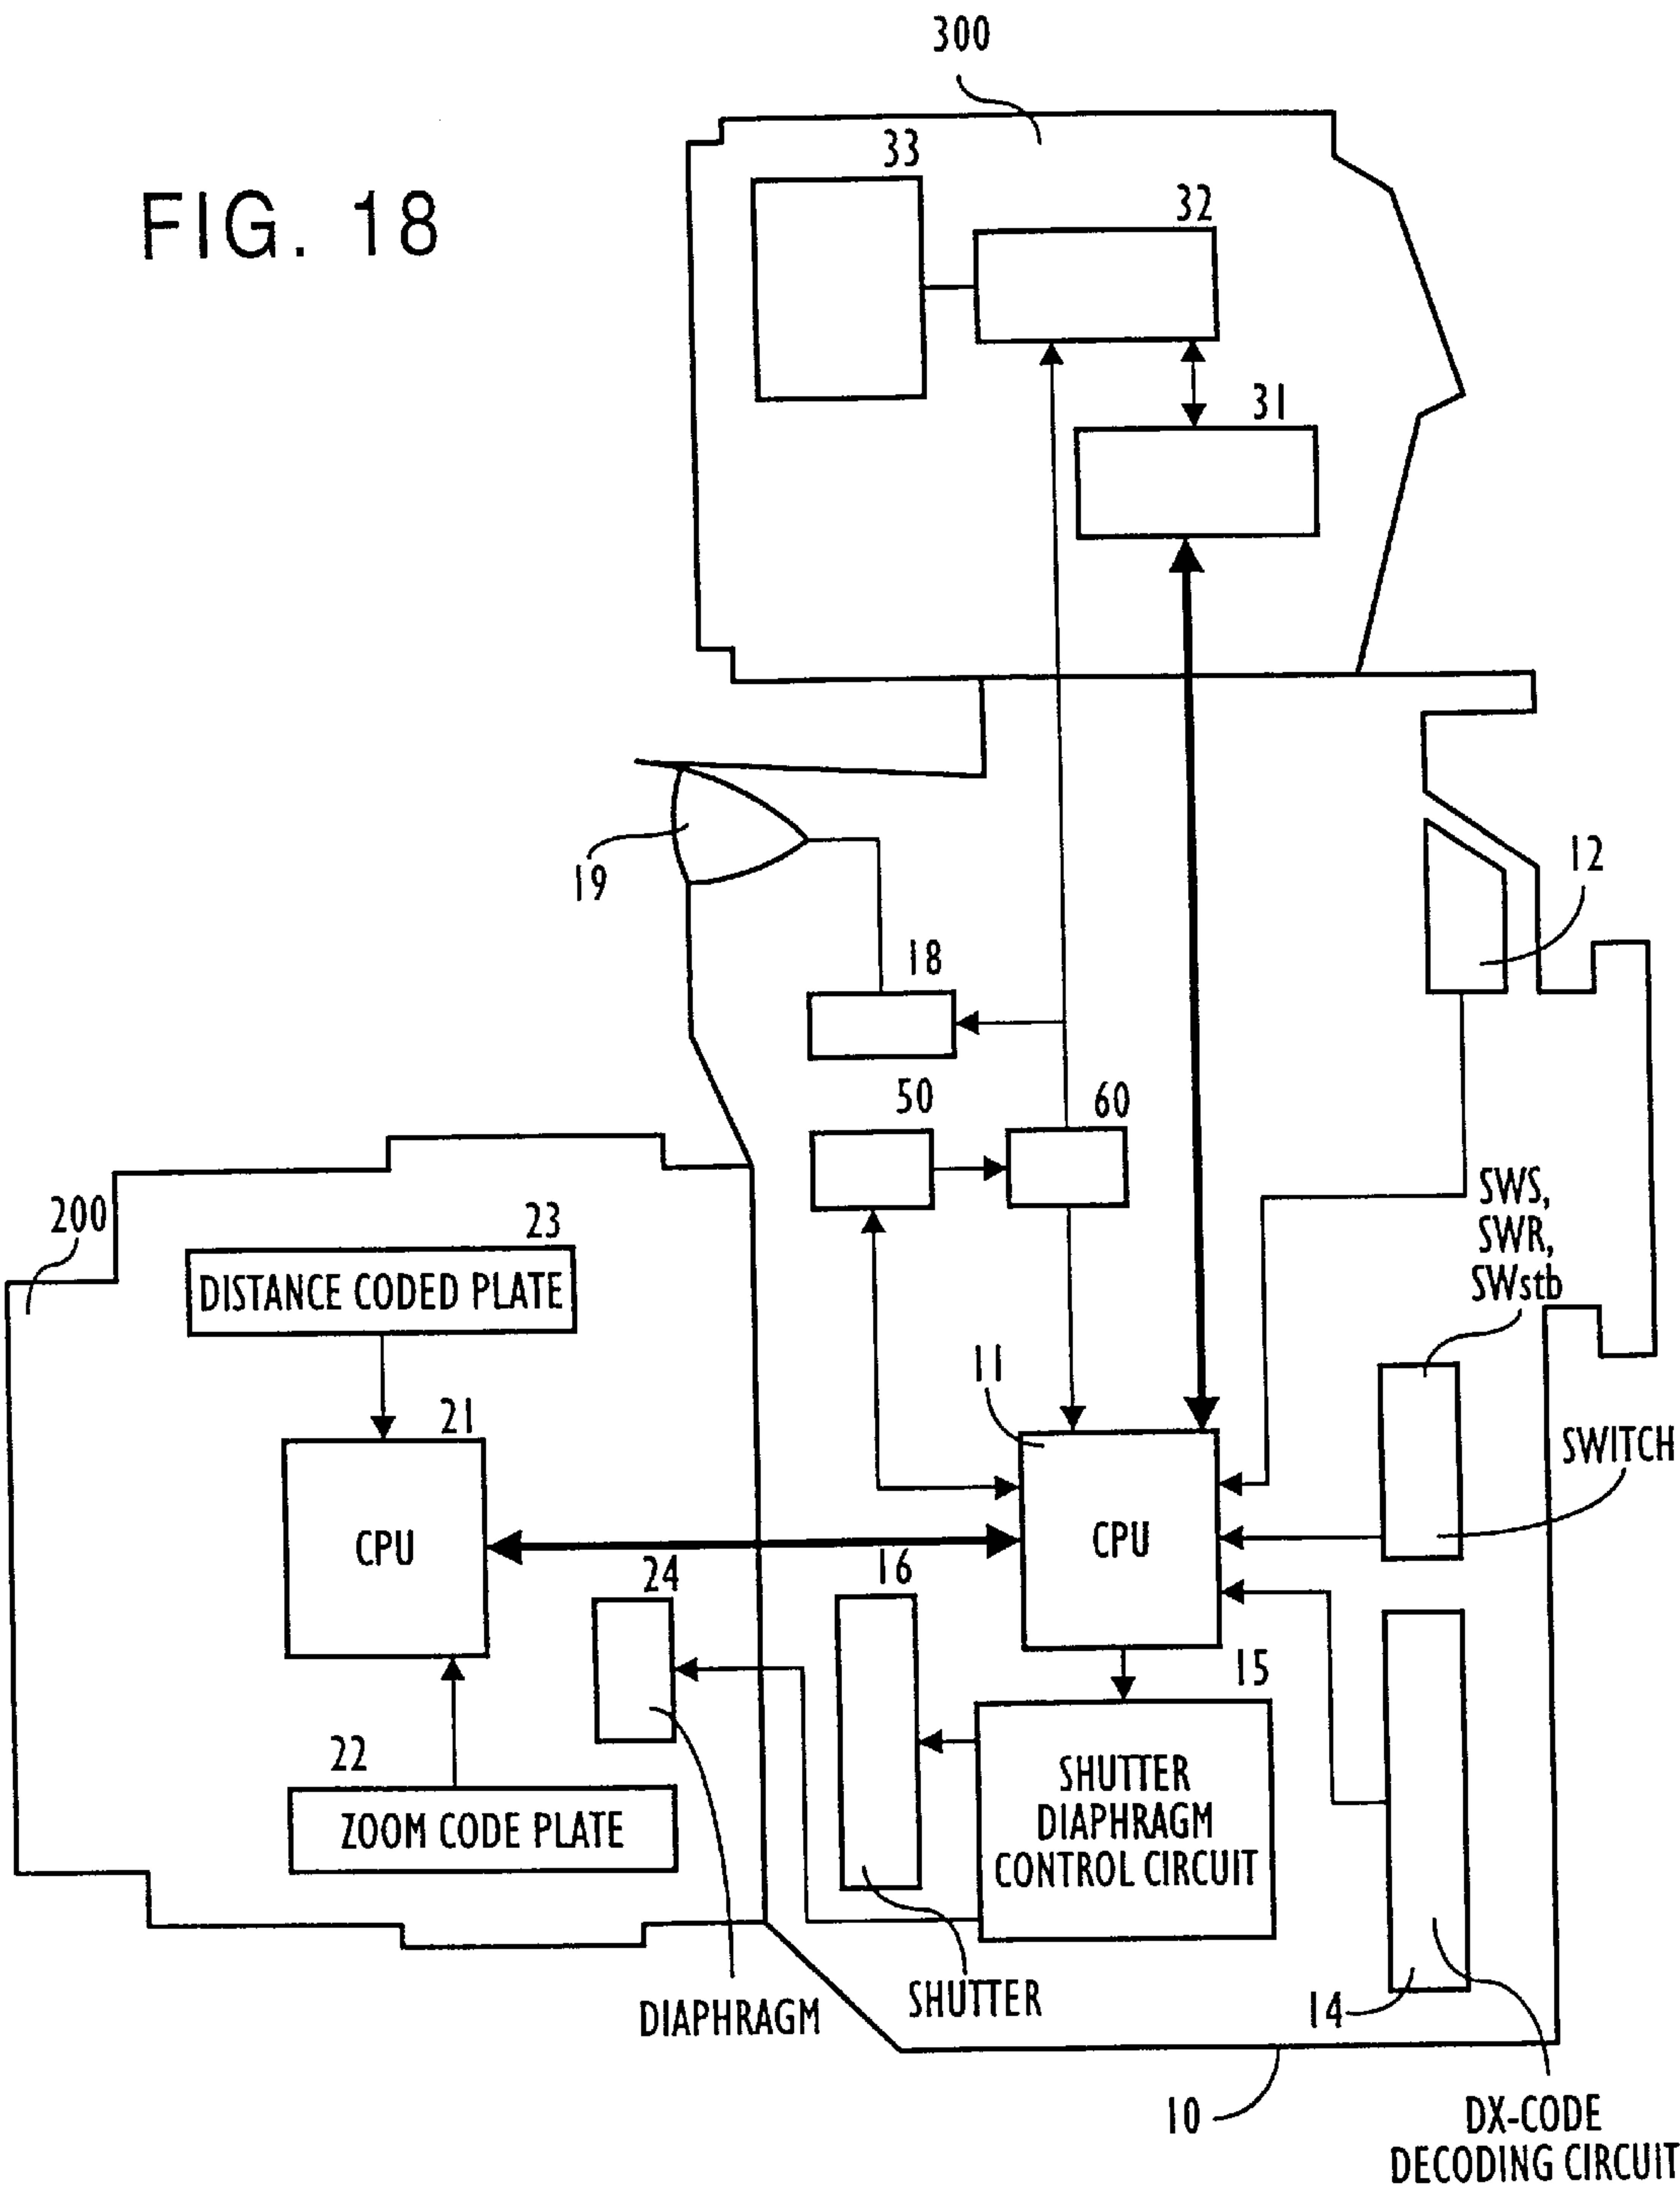 FIG. 18
300
33
32
31
19
12
18
50
60
SWS,
SWR,
SWstb
200
23
DISTANCE CODED PLATE
11
21
SWITCH
CPU
CPU
16
24
15
22
ZOOM CODE PLATE
SHUTTER
DIAPHRAGM
CONTROL CIRCUIT
SHUTTER
DIAPHRAGM
14
10
DX-CODE
DECODING CIRCUIT